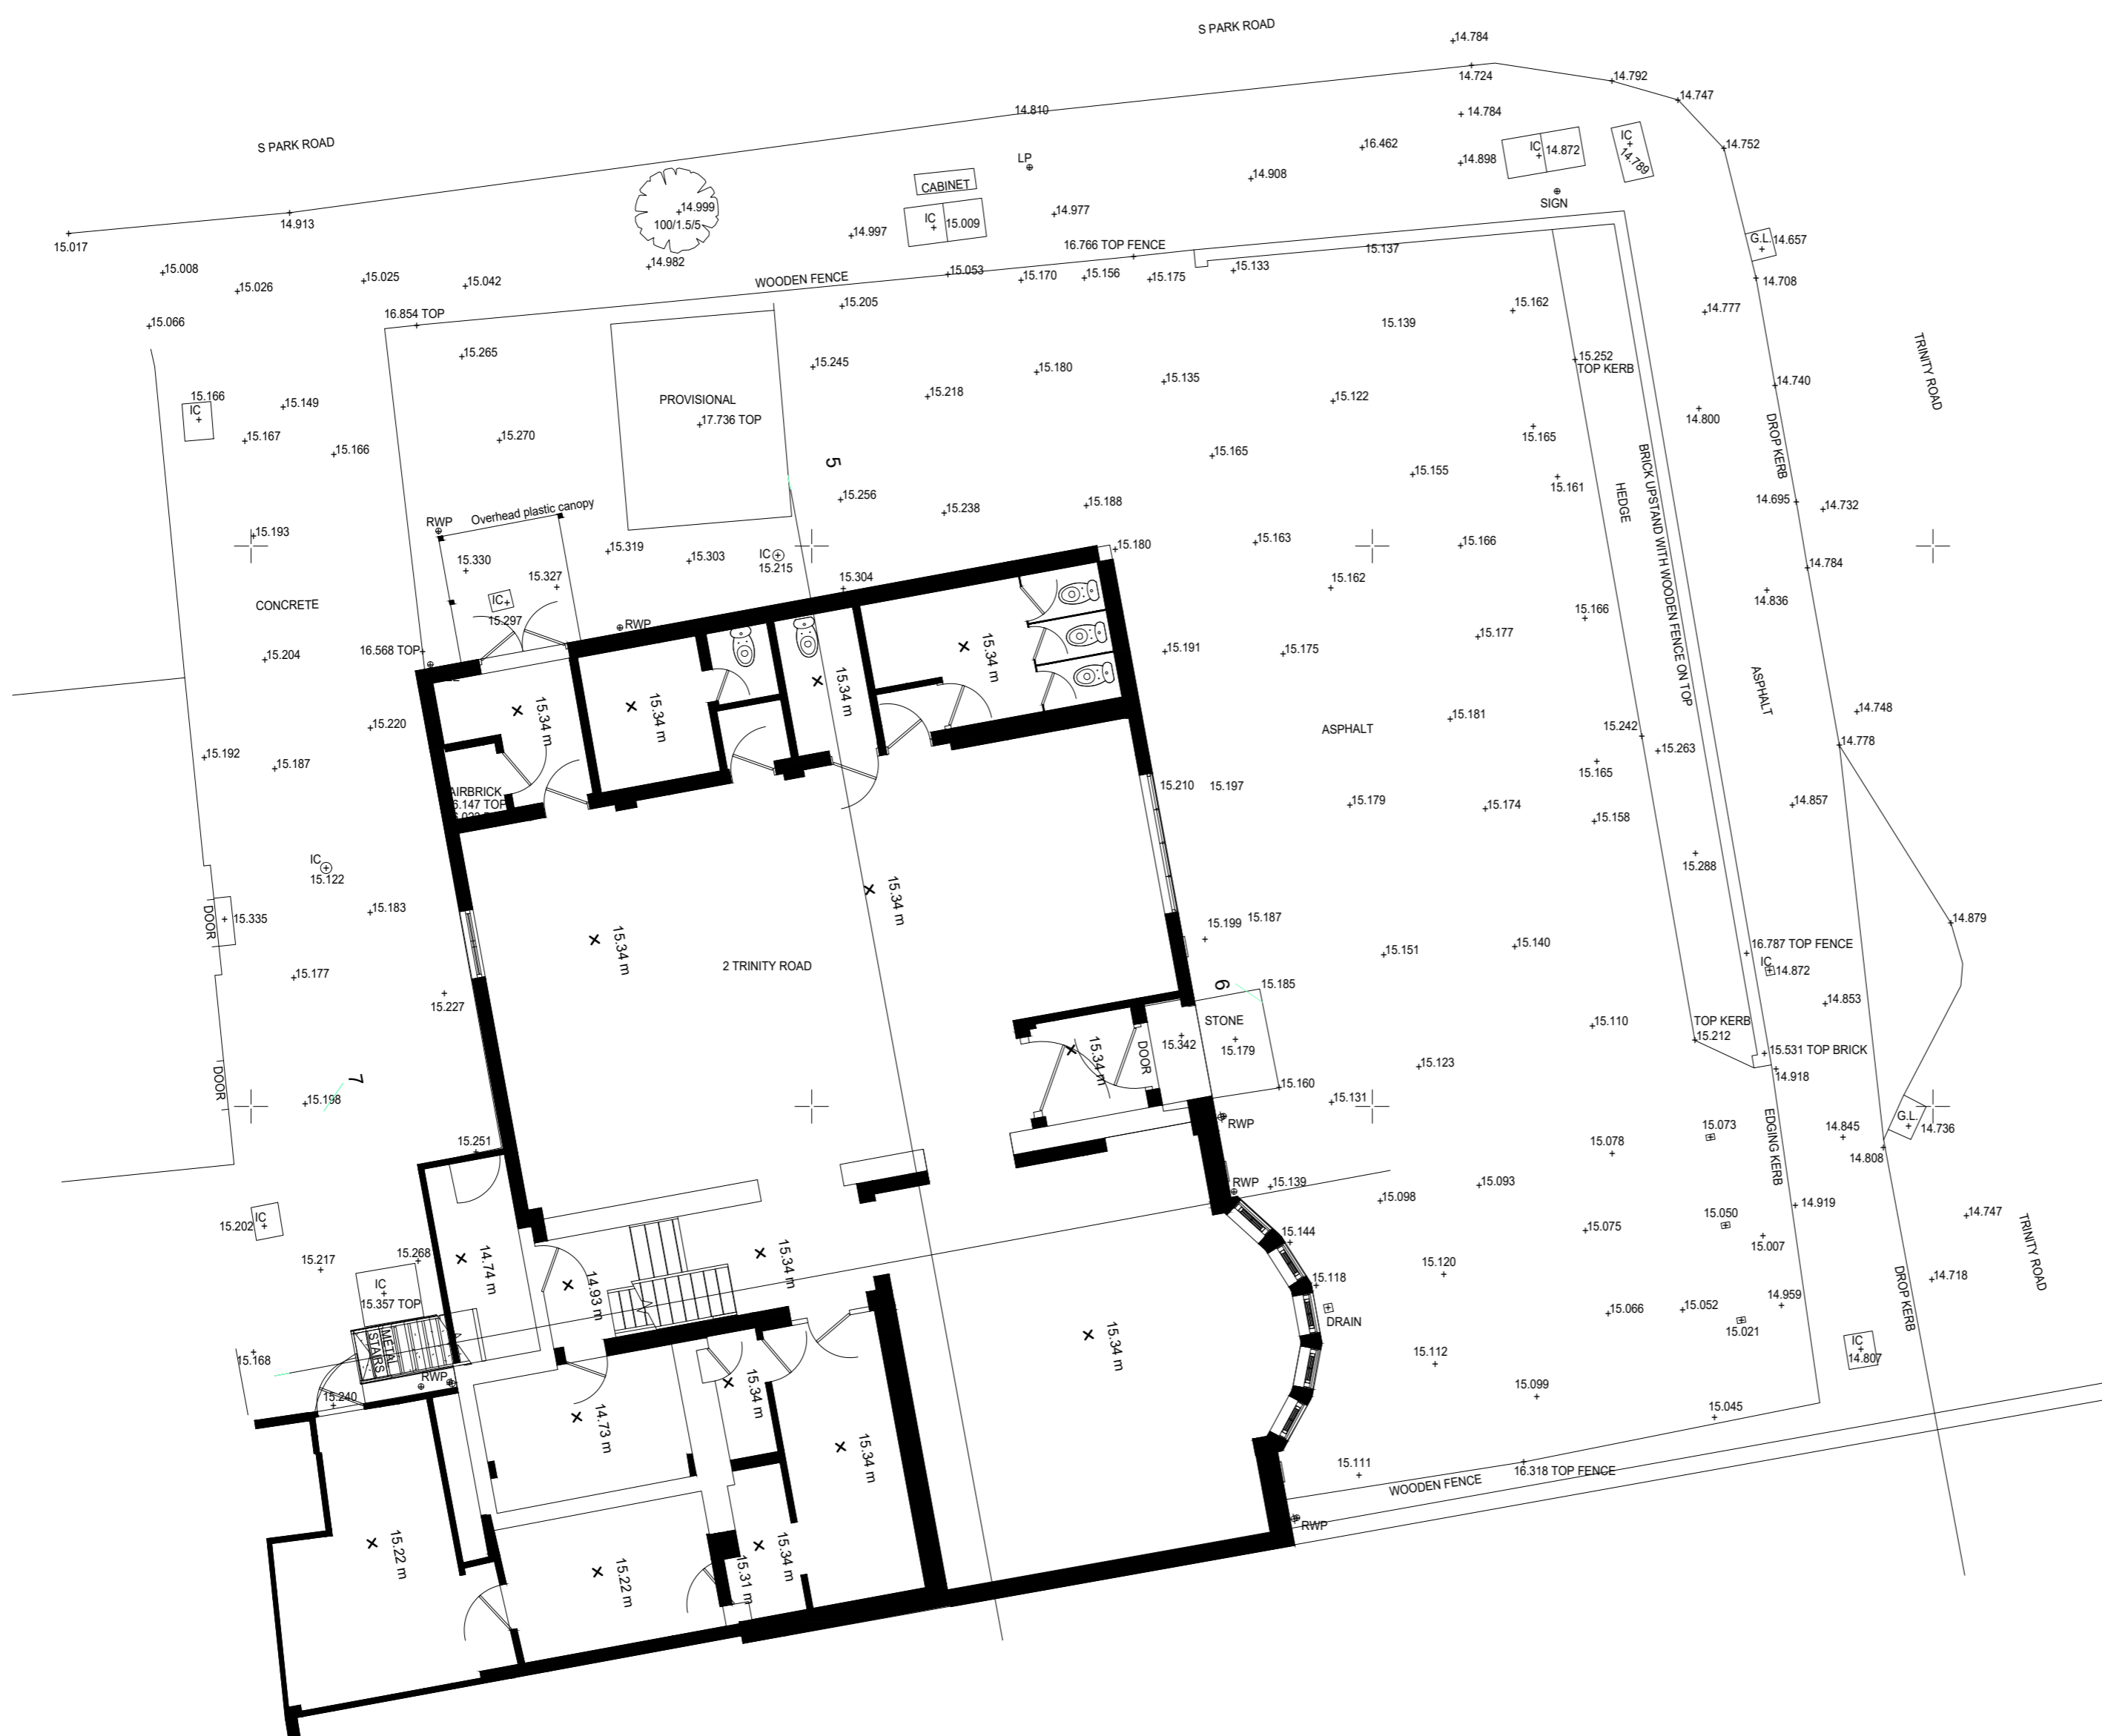 S PARK ROAD
14.784
14.724
14.792
14.747
14.810
14.784
S PARK ROAD
16.462
IC
14.872
IC
14.789
14.752
LP
14.898
14.908
CABINET
SIGN
14.999
100/1.5/5
14.977
IC
15.009
14.913
15.017
14.997
16.766 TOP FENCE
15.137
G.L.
14.657
14.982
15.008
15.026
15.025
15.042
WOODEN FENCE
15.053
15.170
15.156
15.175
15.133
14.708
15.205
15.162
14.777
16.854 TOP
15.066
15.139
TRINITY ROAD
15.265
15.245
15.180
15.135
15.252
TOP KERB
14.740
15.166
IC
15.149
PROVISIONAL
17.736 TOP
15.218
15.122
14.800
15.167
15.166
15.270
5
15.165
15.165
15.155
DROP KERB
BRICK UPSTAND WITH WOODEN FENCE ON TOP
HEDGE
15.161
15.256
15.238
15.188
14.695
14.732
RWP
Overhead plastic canopy
15.193
15.319
15.303
IC
15.215
15.180
15.163
15.166
15.330
15.327
15.304
15.162
14.784
14.836
CONCRETE
IC
15.297
RWP
15.166
15.204
16.568 TOP
15.34 m
15.34 m
15.34 m
15.34 m
15.191
15.175
15.177
ASPHALT
15.220
ASPHALT
15.181
15.242
15.263
14.748
14.778
15.192
15.187
AIRBRICK
6.147 TOP
15.210
15.197
15.179
15.174
15.165
15.158
14.857
IC
15.122
15.288
15.183
15.34 m
15.34 m
DOOR
15.335
15.199
15.187
15.151
15.140
14.879
16.787 TOP FENCE
IC
14.872
2 TRINITY ROAD
15.177
15.227
6
15.185
14.853
STONE
15.342
15.179
DOOR
15.34 m
15.110
TOP KERB
15.212
15.531 TOP BRICK
14.918
7
DOOR
15.198
15.123
15.160
15.131
RWP
EDGING KERB
G.L.
14.736
15.251
15.078
15.073
14.845
14.808
RWP
15.139
15.098
15.093
14.919
15.202
IC
15.217
15.268
14.74 m
14.93 m
15.34 m
15.144
15.075
15.050
15.007
14.747
TRINITY ROAD
IC
15.357 TOP
15.118
15.120
DROP KERB
14.718
METAL
STAIRS
DRAIN
15.066
15.052
15.021
14.959
15.168
15.34 m
15.112
IC
14.807
RWP
15.240
14.73 m
15.34 m
15.34 m
15.099
15.045
15.111
WOODEN FENCE
16.318 TOP FENCE
RWP
15.22 m
15.22 m
15.31 m
15.34 m